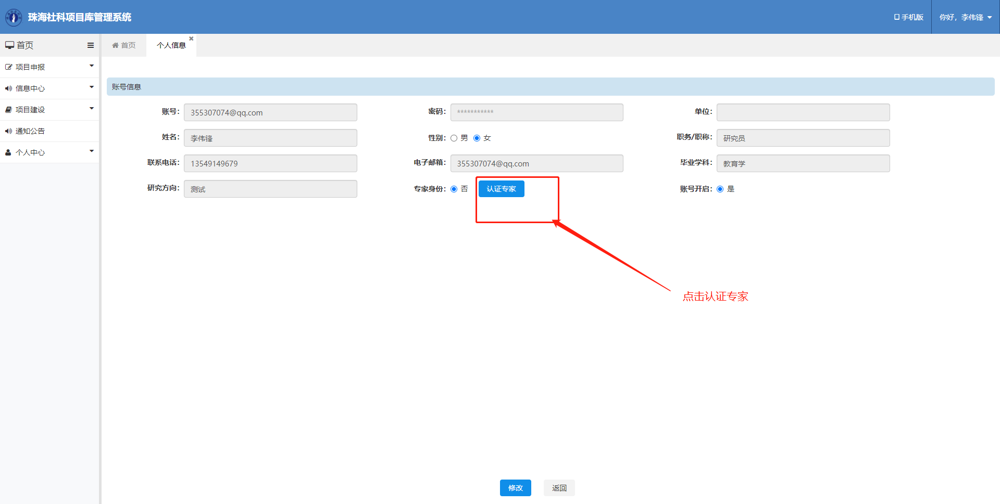 珠海社科项目库管理系统
手机版
你好，李伟锋
首页
首页
个人信息
项目申报
信息中心
项目建设
通知公告
个人中心
账号信息
账号： 355307074@qq.com 密码： *********** 单位：
姓名： 李伟锋 性别： 男 女 职务/职称： 研究员
联系电话： 13549149679 电子邮箱： 355307074@qq.com 毕业学科： 教育学
研究方向： 测试 专家身份： 否 认证专家 账号开启： 是
点击认证专家
修改 返回